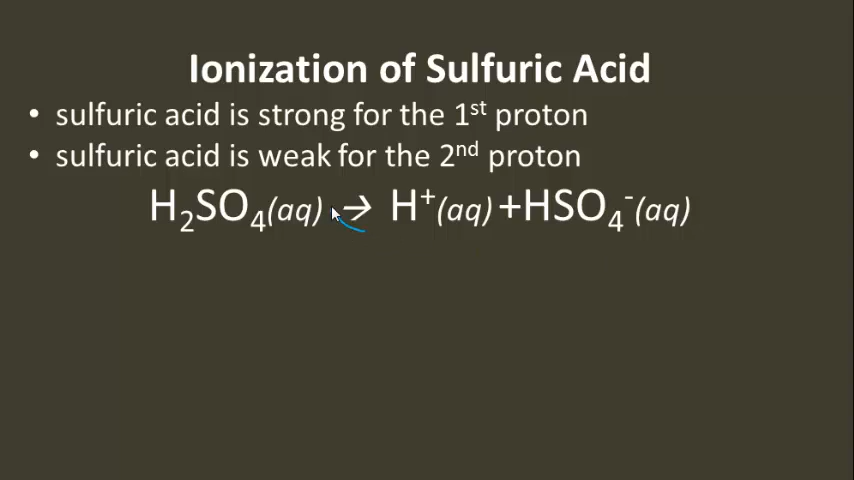 Ionization of Sulfuric Acid
• sulfuric acid is strong for the 1st proton
• sulfuric acid is weak for the 2nd proton
H₂SO₄(aq) → H⁺(aq) +HSO₄⁻(aq)